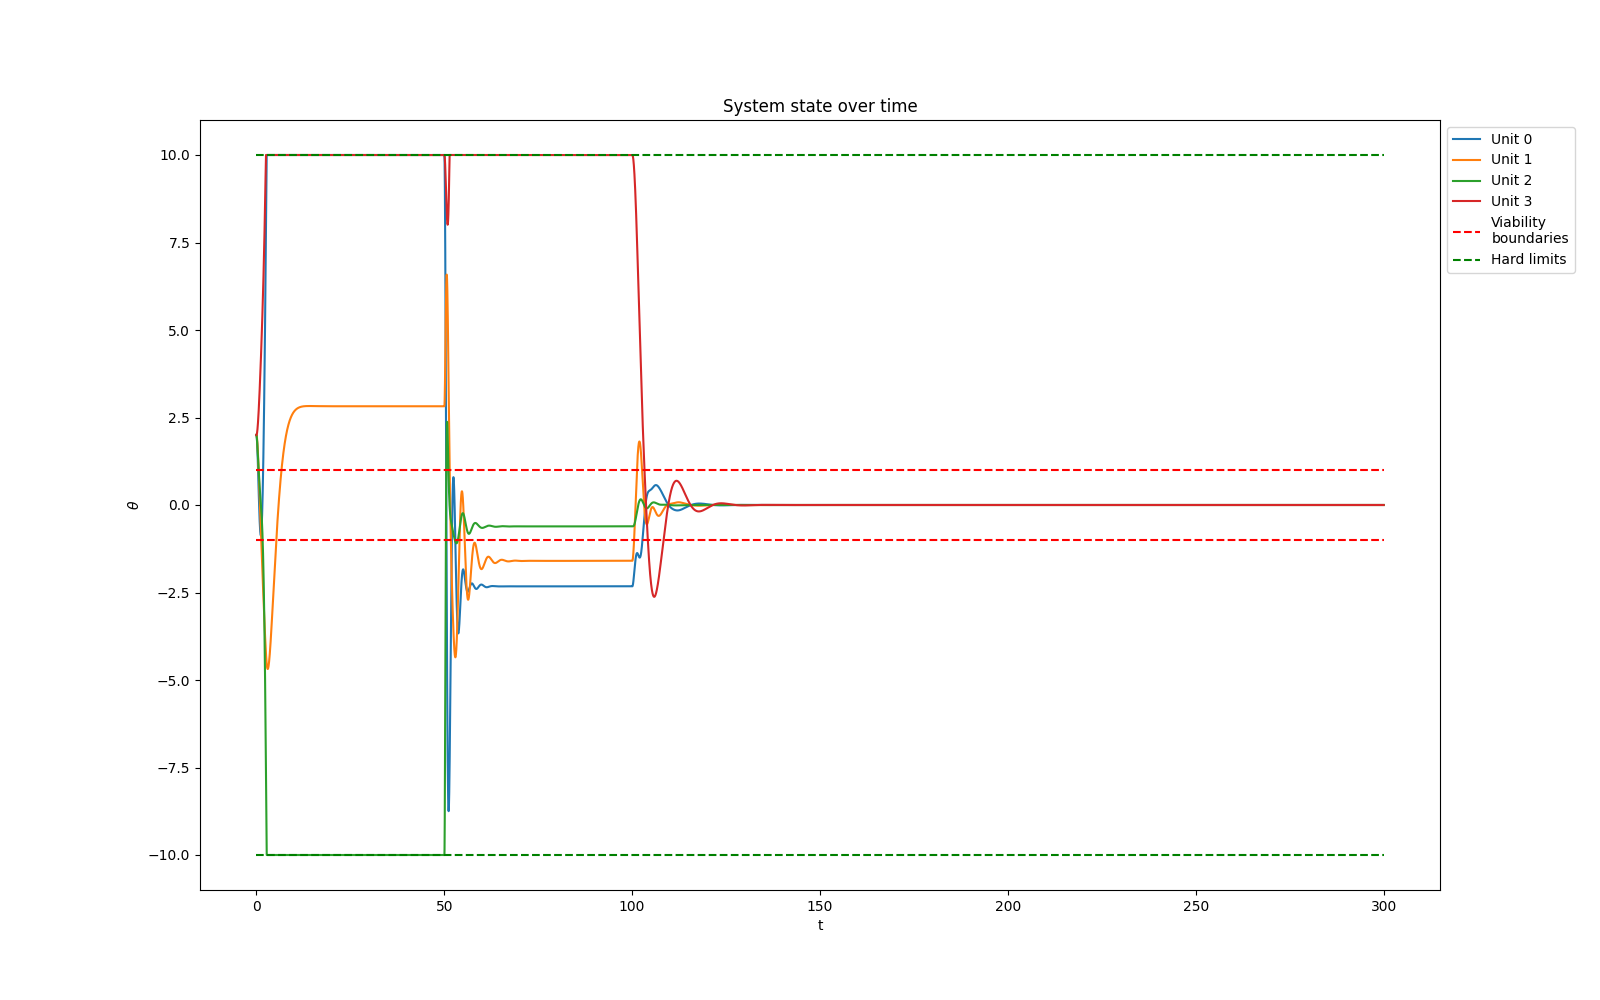 System state over time
10.0
7.5
5.0
2.5
0.0
−2.5
−5.0
−7.5
−10.0
θ
0
50
100
150
200
250
300
t
Unit 0
Unit 1
Unit 2
Unit 3
Viability
boundaries
Hard limits